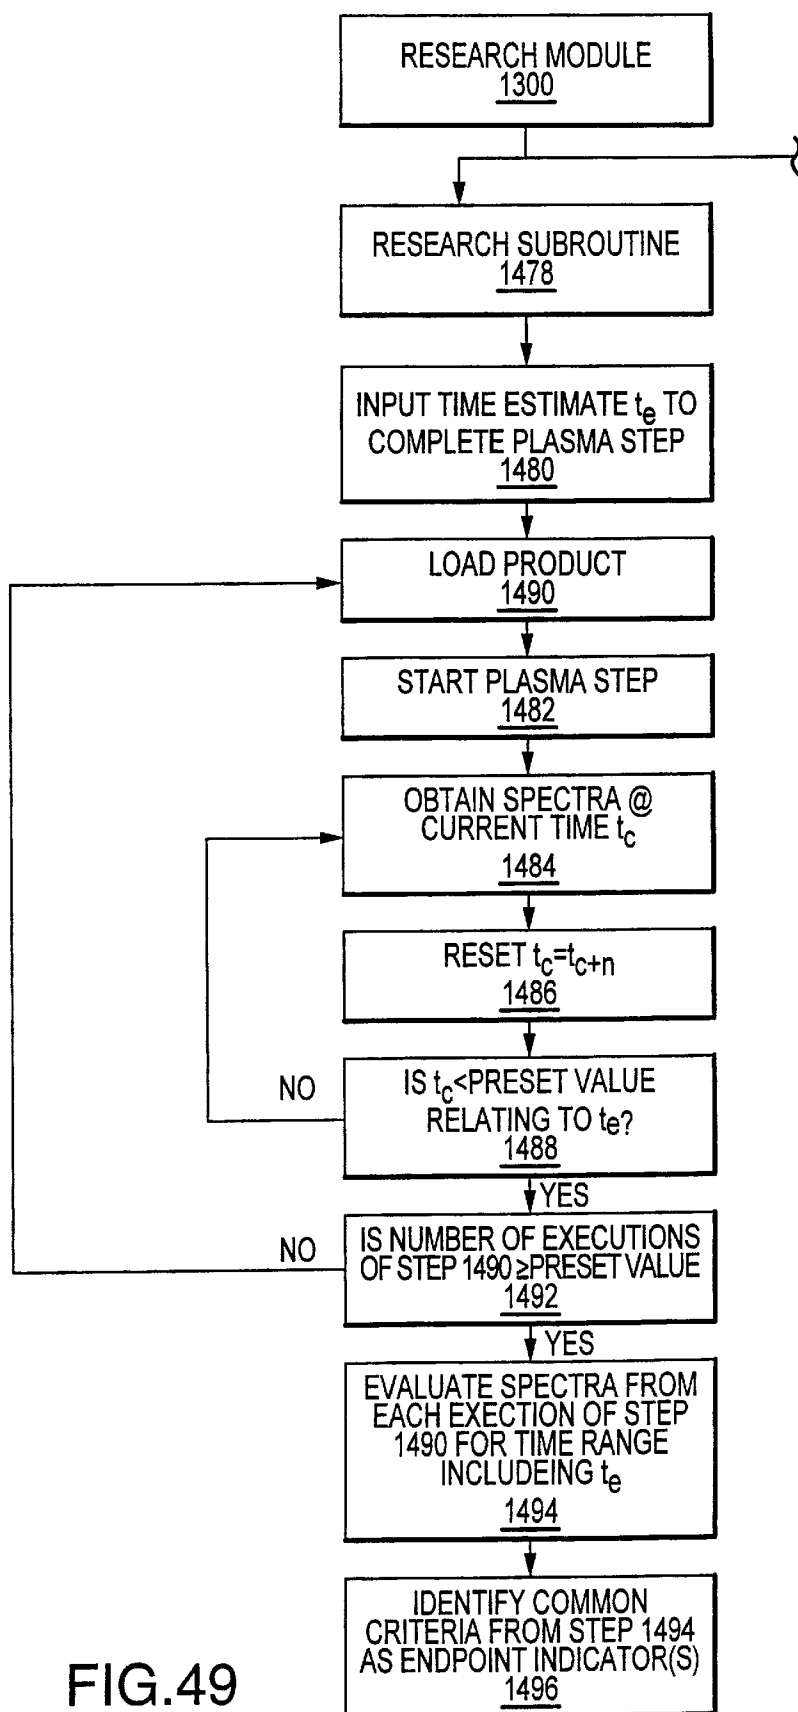 RESEARCH MODULE
1300
RESEARCH SUBROUTINE
1478
INPUT TIME ESTIMATE te TO
COMPLETE PLASMA STEP
1480
LOAD PRODUCT
1490
START PLASMA STEP
1482
OBTAIN SPECTRA @
CURRENT TIME tc
1484
RESET tc=tc+n
1486
NO
IS tc<PRESET VALUE
RELATING TO te?
1488
YES
NO
IS NUMBER OF EXECUTIONS
OF STEP 1490 ≥PRESET VALUE
1492
YES
EVALUATE SPECTRA FROM
EACH EXECTION OF STEP
1490 FOR TIME RANGE
INCLUDEING te
1494
IDENTIFY COMMON
CRITERIA FROM STEP 1494
AS ENDPOINT INDICATOR(S)
1496
FIG.49